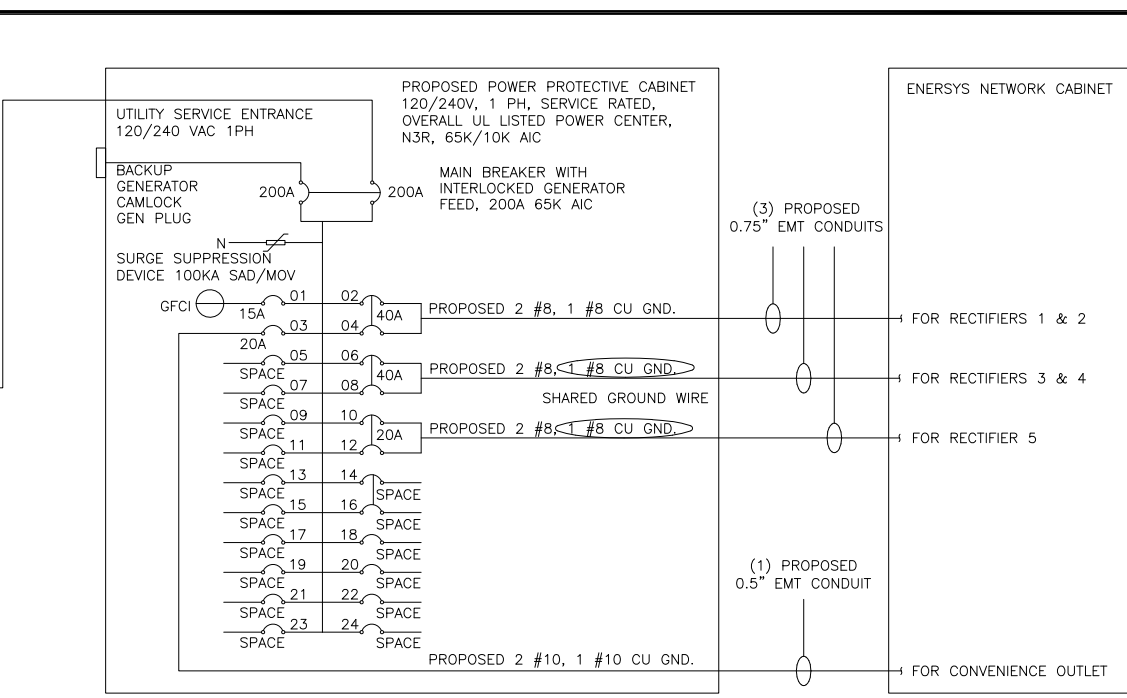 PROPOSED POWER PROTECTIVE CABINET
120/240V, 1 PH, SERVICE RATED,
OVERALL UL LISTED POWER CENTER,
N3R, 65K/10K AIC
ENERSYS NETWORK CABINET
UTILITY SERVICE ENTRANCE
120/240 VAC 1PH
BACKUP
GENERATOR
CAMLOCK
GEN PLUG
200A
200A
MAIN BREAKER WITH
INTERLOCKED GENERATOR
FEED, 200A 65K AIC
(3) PROPOSED
0.75" EMT CONDUITS
N
SURGE SUPPRESSION
DEVICE 100KA SAD/MOV
GFCI
15A
01
02
40A
PROPOSED 2 #8, 1 #8 CU GND.
FOR RECTIFIERS 1 & 2
20A
03
04
SPACE
05
06
40A
PROPOSED 2 #8, 1 #8 CU GND.
FOR RECTIFIERS 3 & 4
SPACE
07
08
SHARED GROUND WIRE
SPACE
09
10
20A
PROPOSED 2 #8, 1 #8 CU GND.
FOR RECTIFIER 5
SPACE
11
12
SPACE
13
14
SPACE
SPACE
15
16
SPACE
SPACE
17
18
SPACE
SPACE
19
20
SPACE
SPACE
21
22
SPACE
SPACE
23
24
SPACE
(1) PROPOSED
0.5" EMT CONDUIT
PROPOSED 2 #10, 1 #10 CU GND.
FOR CONVENIENCE OUTLET